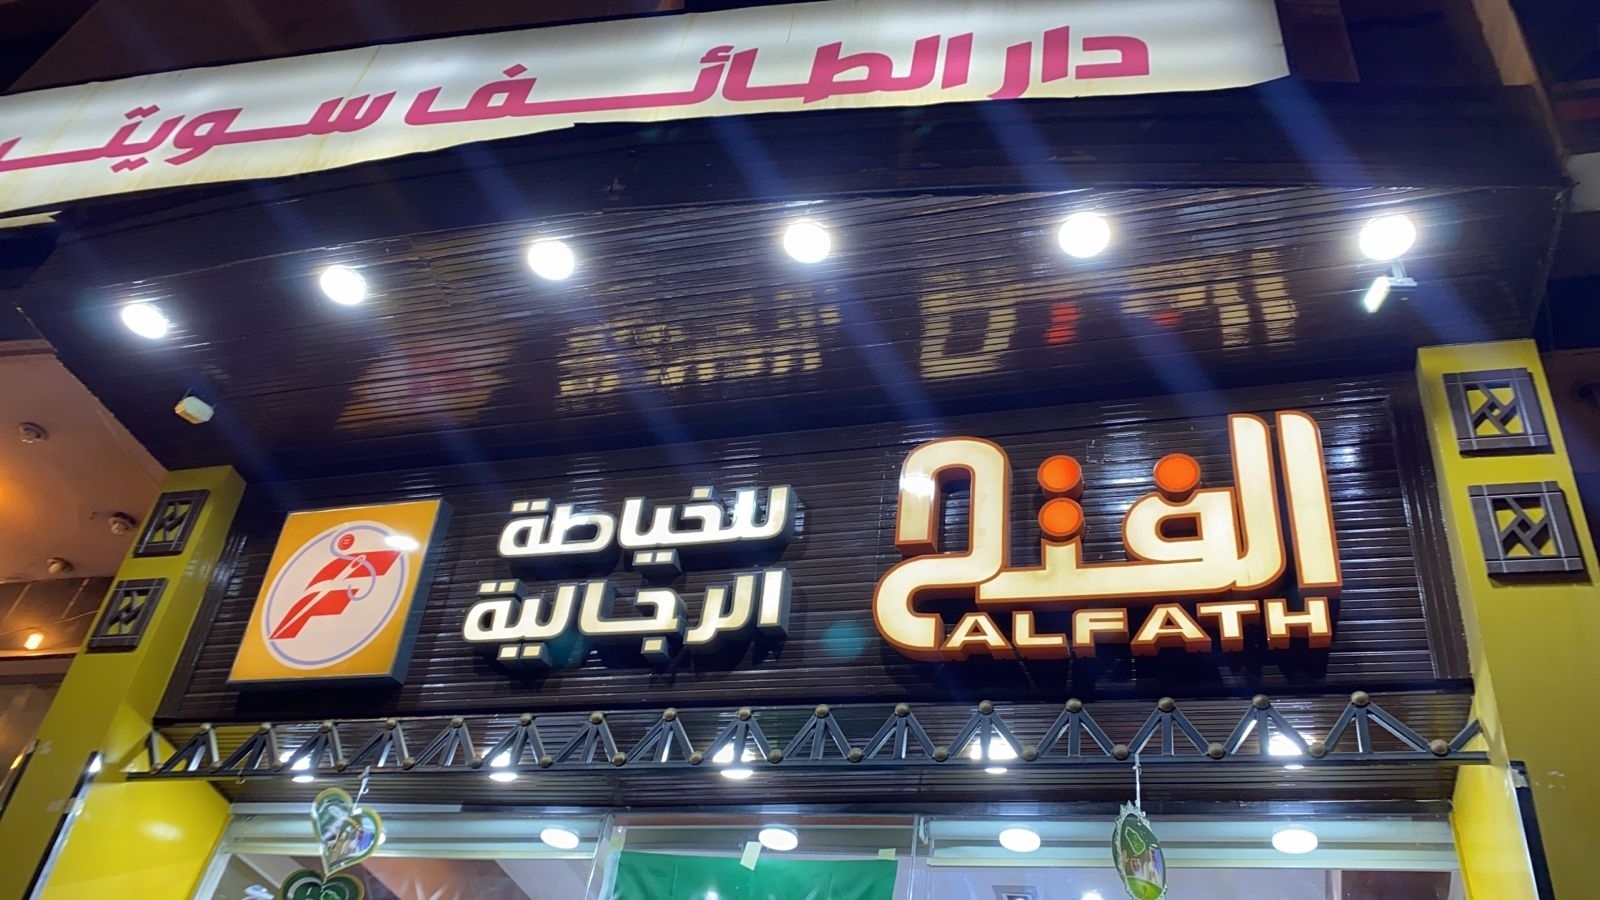 دار الطائف سويت
الفتح
ALFATH
للخياطة
الرجالية